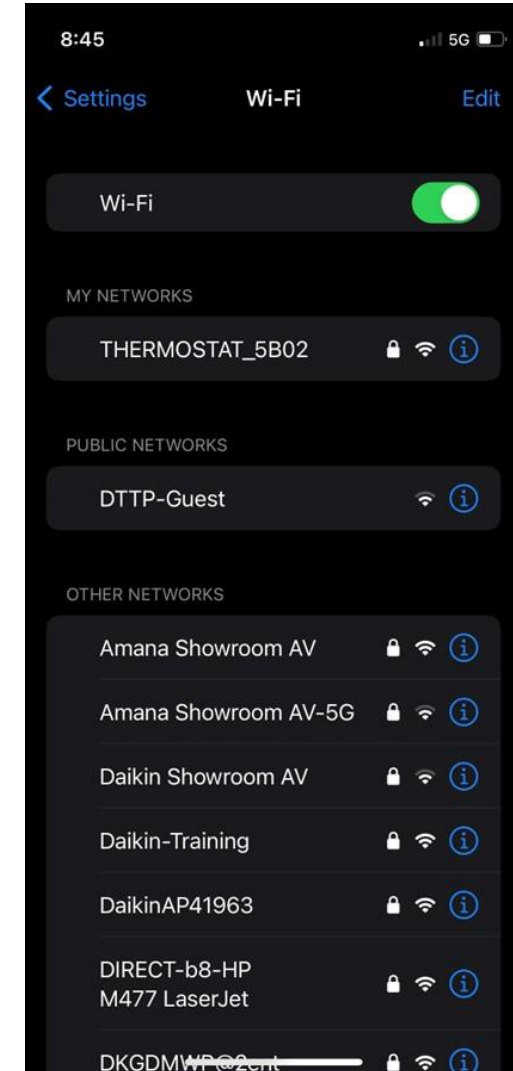 8:45
5G
Settings
Wi-Fi
Edit
Wi-Fi
MY NETWORKS
THERMOSTAT_5B02
PUBLIC NETWORKS
DTTP-Guest
OTHER NETWORKS
Amana Showroom AV
Amana Showroom AV-5G
Daikin Showroom AV
Daikin-Training
DaikinAP41963
DIRECT-b8-HP
M477 LaserJet